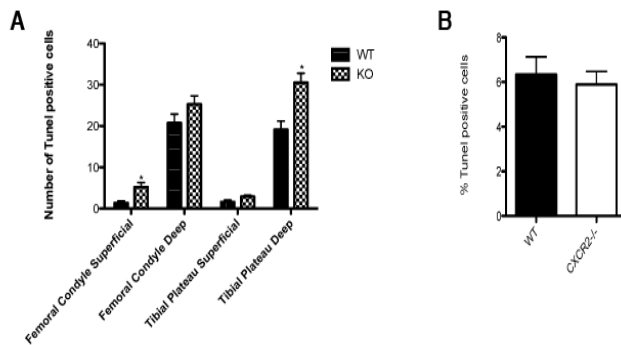 A
Number of Tunel positive cells
40
30
20
10
0
*
*
WT
KO
Femoral Condyle Superficial
Femoral Condyle Deep
Tibial Plateau Superficial
Tibial Plateau Deep
B
% Tunel positive cells
8
6
4
2
0
WT
CXCR2-/-